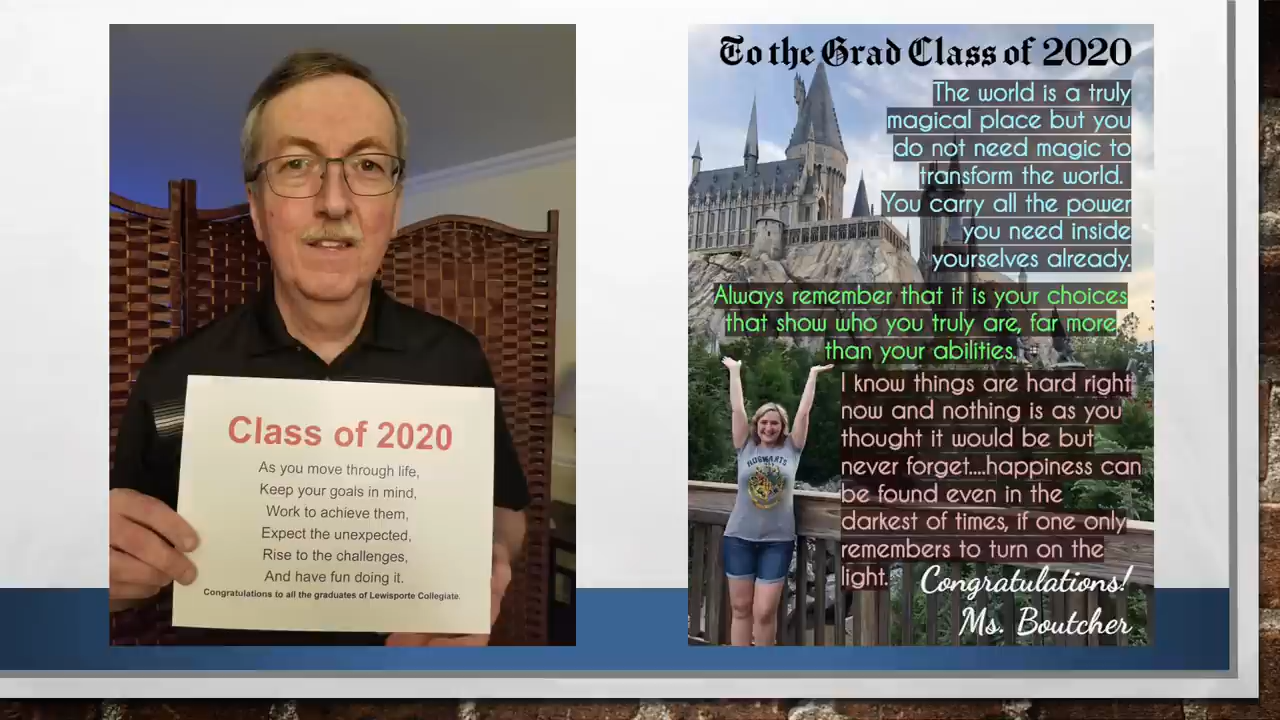 Class of 2020
As you move through life,
Keep your goals in mind,
Work to achieve them,
Expect the unexpected,
Rise to the challenges,
And have fun doing it.
Congratulations to all the graduates of Lewisporte Collegiate.
To the Grad Class of 2020
The world is a truly
magical place but you
do not need magic to
transform the world.
You carry all the power
you need inside
yourselves already.
Always remember that it is your choices
that show who you truly are, far more,
than your abilities.
I know things are hard right
now and nothing is as you
thought it would be but
never forget....happiness can
be found even in the
darkest of times, if one only
remembers to turn on the
light.
Congratulations!
Ms. Boutcher
HOGWARTS